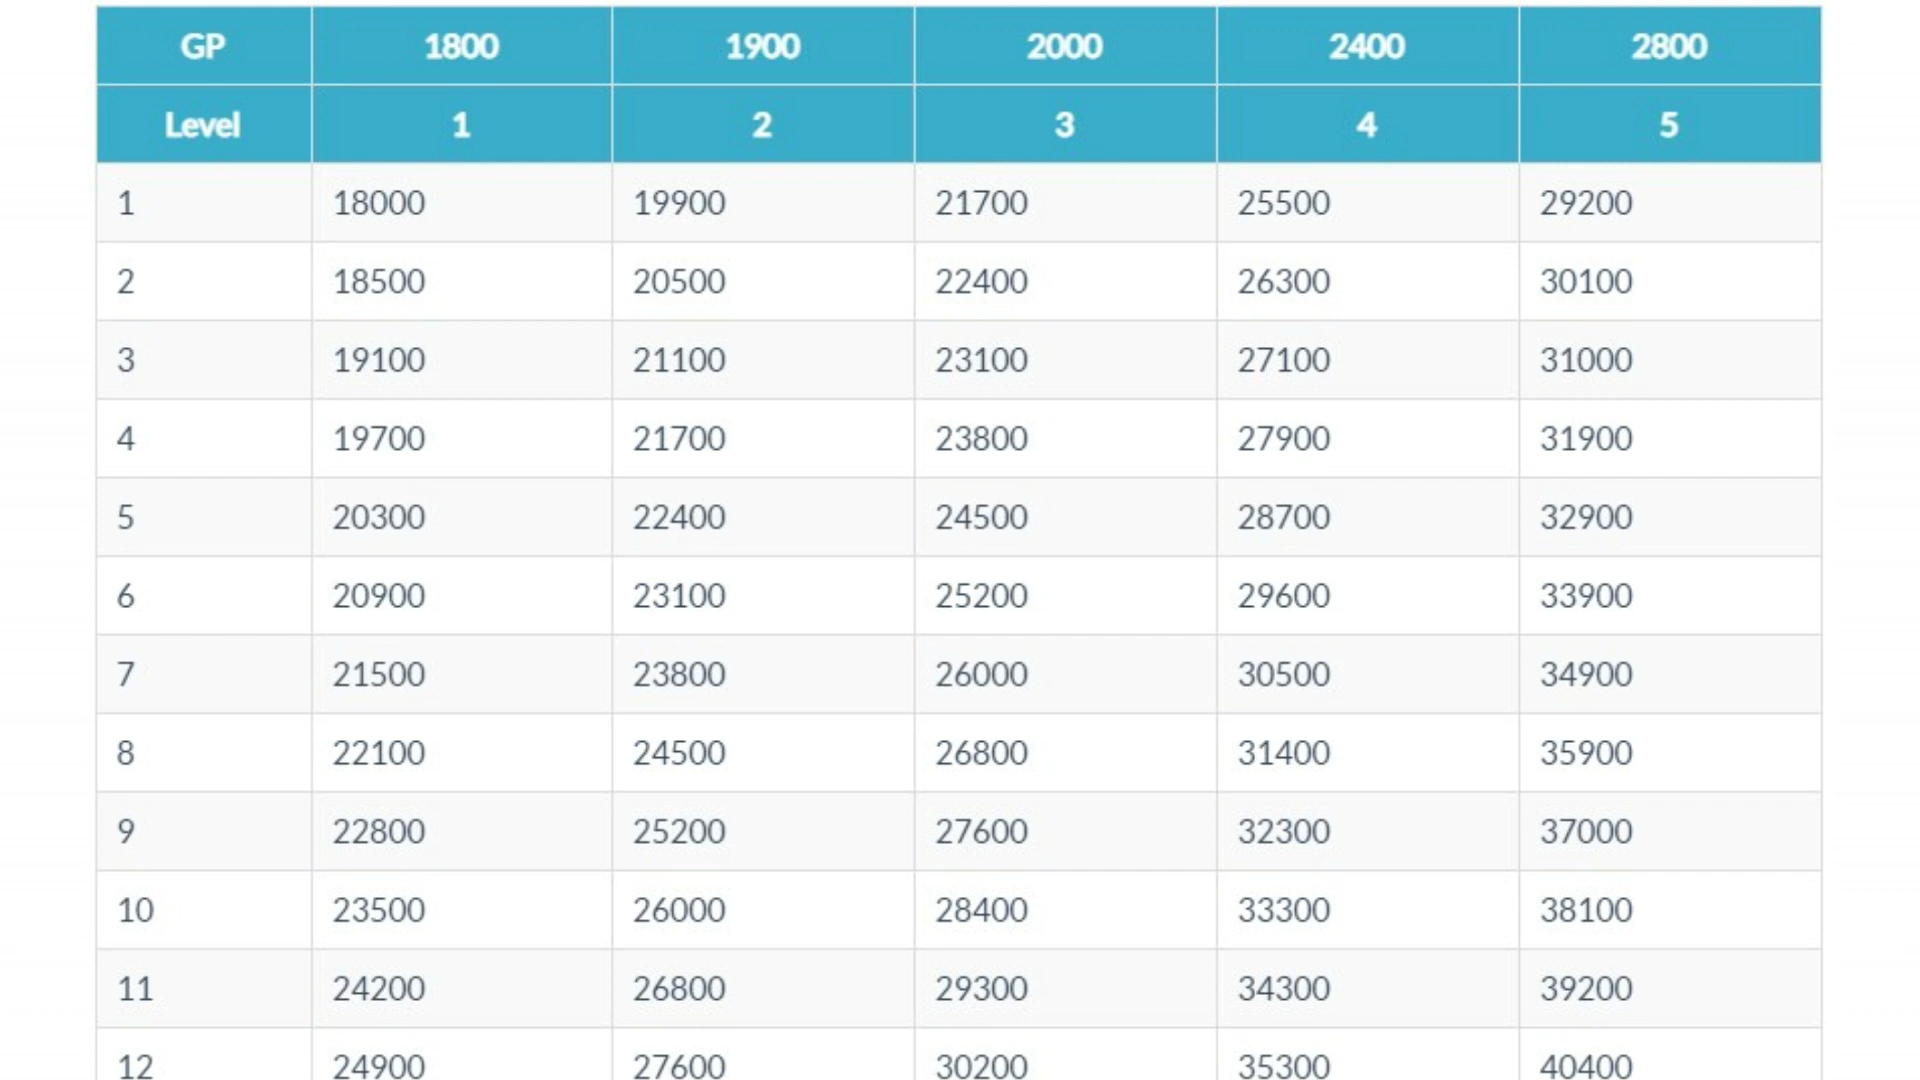 GP 1800 1900 2000 2400 2800
Level 1 2 3 4 5
1 18000 19900 21700 25500 29200
2 18500 20500 22400 26300 30100
3 19100 21100 23100 27100 31000
4 19700 21700 23800 27900 31900
5 20300 22400 24500 28700 32900
6 20900 23100 25200 29600 33900
7 21500 23800 26000 30500 34900
8 22100 24500 26800 31400 35900
9 22800 25200 27600 32300 37000
10 23500 26000 28400 33300 38100
11 24200 26800 29300 34300 39200
12 24900 27600 30200 35300 40400